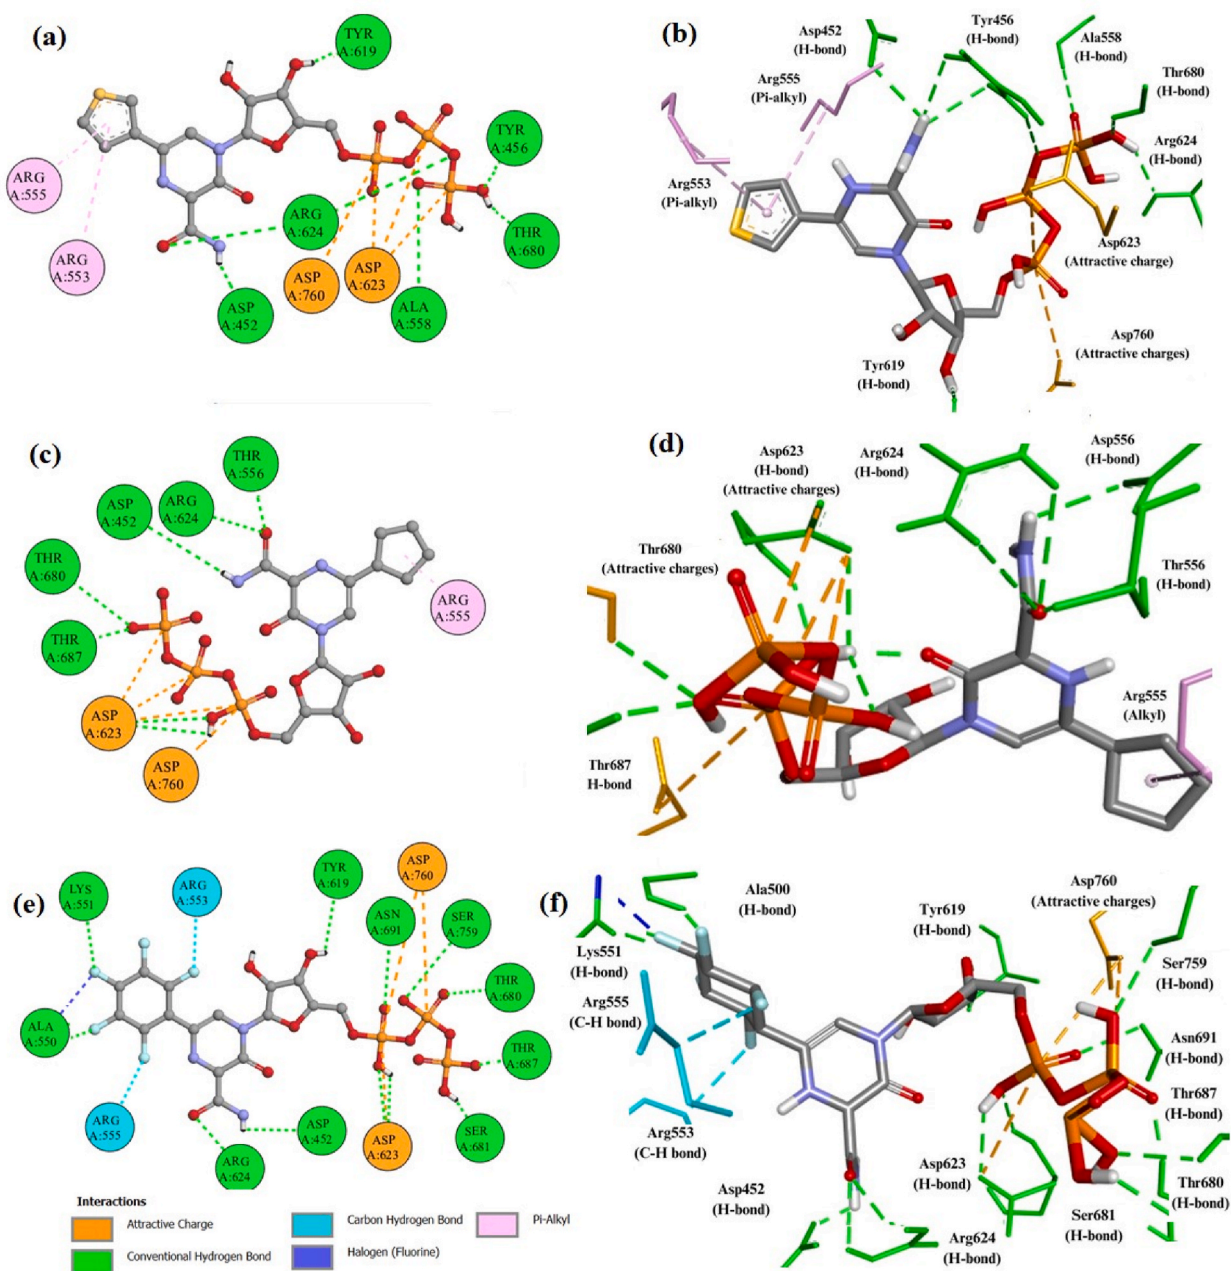 (a)
TYR
A:619
ARG
A:555
ARG
A:553
ARG
A:624
ASP
A:452
ASP
A:760
ASP
A:623
ALA
A:558
TYR
A:456
THR
A:680
(b)
Asp452
(H-bond)
Tyr456
(H-bond)
Ala558
(H-bond)
Arg555
(Pi-alkyl)
Thr680
(H-bond)
Arg624
(H-bond)
Arg553
(Pi-alkyl)
Asp623
(Attractive charge)
Asp760
(Attractive charges)
Tyr619
(H-bond)
(c)
THR
A:556
ASP
A:452
ARG
A:624
THR
A:680
THR
A:687
ARG
A:555
ASP
A:623
ASP
A:760
(d)
Asp623
(H-bond)
(Attractive charges)
Arg624
(H-bond)
Asp556
(H-bond)
Thr680
(Attractive charges)
Thr556
(H-bond)
Arg555
(Alkyl)
Thr687
H-bond
(e)
LYS
A:551
ARG
A:553
TYR
A:619
ASP
A:760
ASN
A:691
SER
A:759
THR
A:680
THR
A:687
ALA
A:550
ARG
A:555
ARG
A:624
ASP
A:452
ASP
A:623
SER
A:681
(f)
Ala500
(H-bond)
Asp760
(Attractive charges)
Tyr619
(H-bond)
Lys551
(H-bond)
Ser759
(H-bond)
Arg555
(C-H bond)
Asn691
(H-bond)
Thr687
(H-bond)
Arg553
(C-H bond)
Asp623
(H-bond)
Asp452
(H-bond)
Thr680
(H-bond)
Ser681
(H-bond)
Arg624
(H-bond)
Interactions
Attractive Charge
Conventional Hydrogen Bond
Carbon Hydrogen Bond
Halogen (Fluorine)
Pi-Alkyl